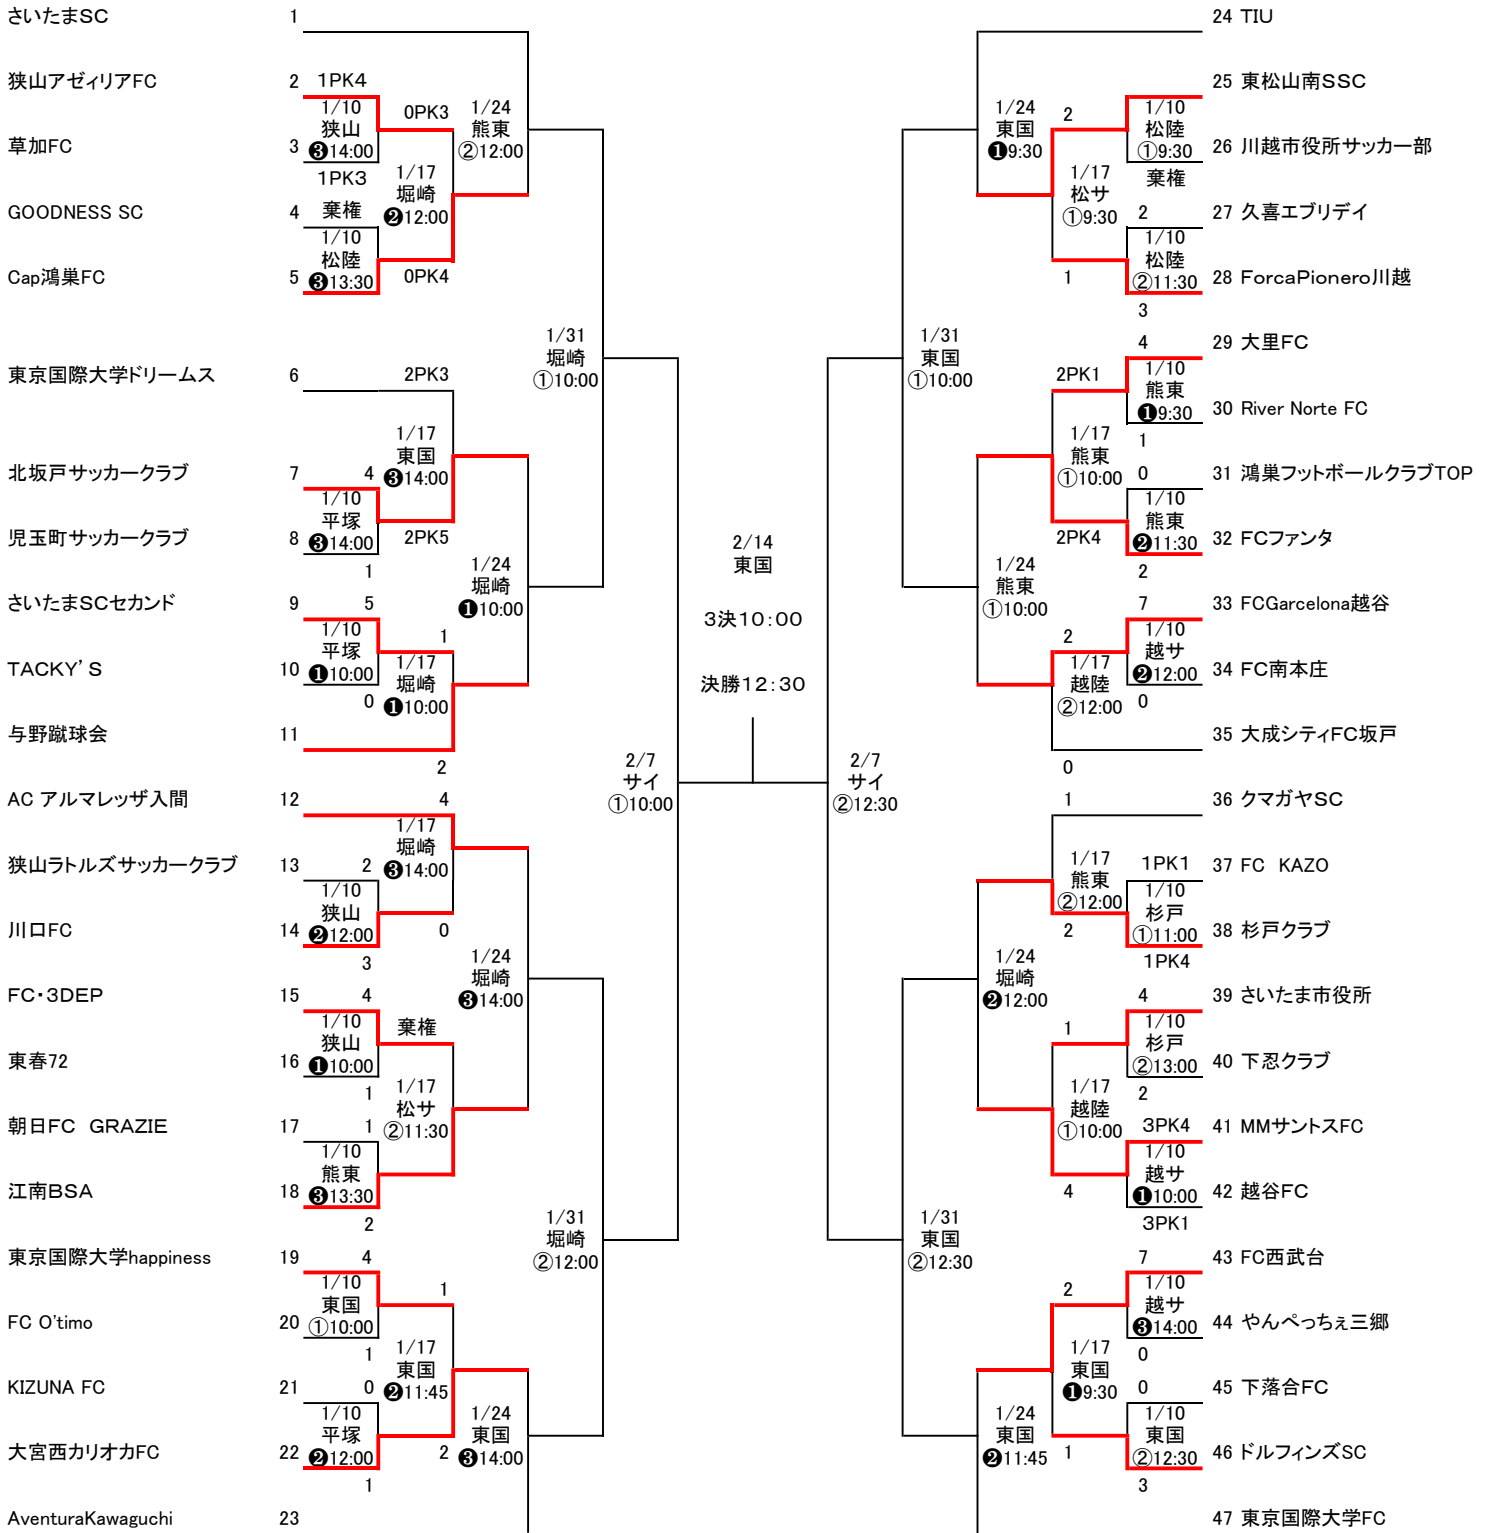 さいたまSC 1
狭山アゼィリアFC 2 1PK4
1/10
狭山
❸14:00
草加FC 3
1PK3
0PK3
1/17
堀崎
❷12:00
GOODNESS SC 4 棄権
1/10
松陸
❸13:30
Cap鴻巣FC 5
0PK4
1/24
熊東
②12:00
1/31
堀崎
①10:00
東京国際大学ドリームス 6
2PK3
1/17
東国
❸14:00
北坂戸サッカークラブ 7 4
1/10
平塚
❸14:00
児玉町サッカークラブ 8
1
2PK5
1/24
堀崎
❶10:00
さいたまSCセカンド 9 5
1/10
平塚
❶10:00
TACKY'S 10
0
1
1/17
堀崎
❶10:00
与野蹴球会 11
2
2/7
サイ
①10:00
AC アルマレッザ入間 12 4
1/17
堀崎
❸14:00
狭山ラトルズサッカークラブ 13 2
1/10
狭山
❷12:00
川口FC 14
3
0
1/24
堀崎
❸14:00
FC・3DEP 15 4
1/10
狭山
❶10:00
東春72 16
1
棄権
1/17
松サ
②11:30
朝日FC GRAZIE 17 1
1/10
熊東
❸13:30
江南BSA 18
2
1/31
堀崎
②12:00
東京国際大学happiness 19 4
1/10
東国
①10:00
FC O'timo 20
1
1
1/17
東国
❷11:45
KIZUNA FC 21 0
1/10
平塚
❷12:00
大宮西カリオカFC 22
1
2
1/24
東国
❸14:00
AventuraKawaguchi 23
2/14
東国
3決10:00
決勝12:30
24 TIU
1/24
東国
❶9:30
25 東松山南SSC
2
1/10
松陸
①9:30
26 川越市役所サッカー部
棄権
1/17
松サ
①9:30
2 27 久喜エブリデイ
1/10
松陸
②11:30
28 ForcaPionero川越
1
3
1/31
東国
①10:00
4 29 大里FC
2PK1
1/10
熊東
❶9:30
30 River Norte FC
1
1/17
熊東
①10:00
0 31 鴻巣フットボールクラブTOP
1/10
熊東
❷11:30
32 FCファンタ
2PK4
2
1/24
熊東
①10:00
7 33 FCGarcelona越谷
2
1/10
越サ
❷12:00
34 FC南本庄
0
1/17
越陸
②12:00
35 大成シティFC坂戸
0
2/7
サイ
②12:30
1 36 クマガヤSC
1/17
熊東
②12:00
1PK1 37 FC KAZO
1/10
杉戸
①11:00
38 杉戸クラブ
2
1PK4
1/24
堀崎
❷12:00
4 39 さいたま市役所
1
1/10
杉戸
②13:00
40 下忍クラブ
2
1/17
越陸
①10:00
3PK4 41 MMサントスFC
1/10
越サ
❶10:00
42 越谷FC
4
3PK1
1/31
東国
②12:30
7 43 FC西武台
2
1/10
越サ
❸14:00
44 やんぺっちぇ三郷
0
1/17
東国
❶9:30
0 45 下落合FC
1/10
東国
②12:30
46 ドルフィンズSC
1
3
1/24
東国
❷11:45
47 東京国際大学FC